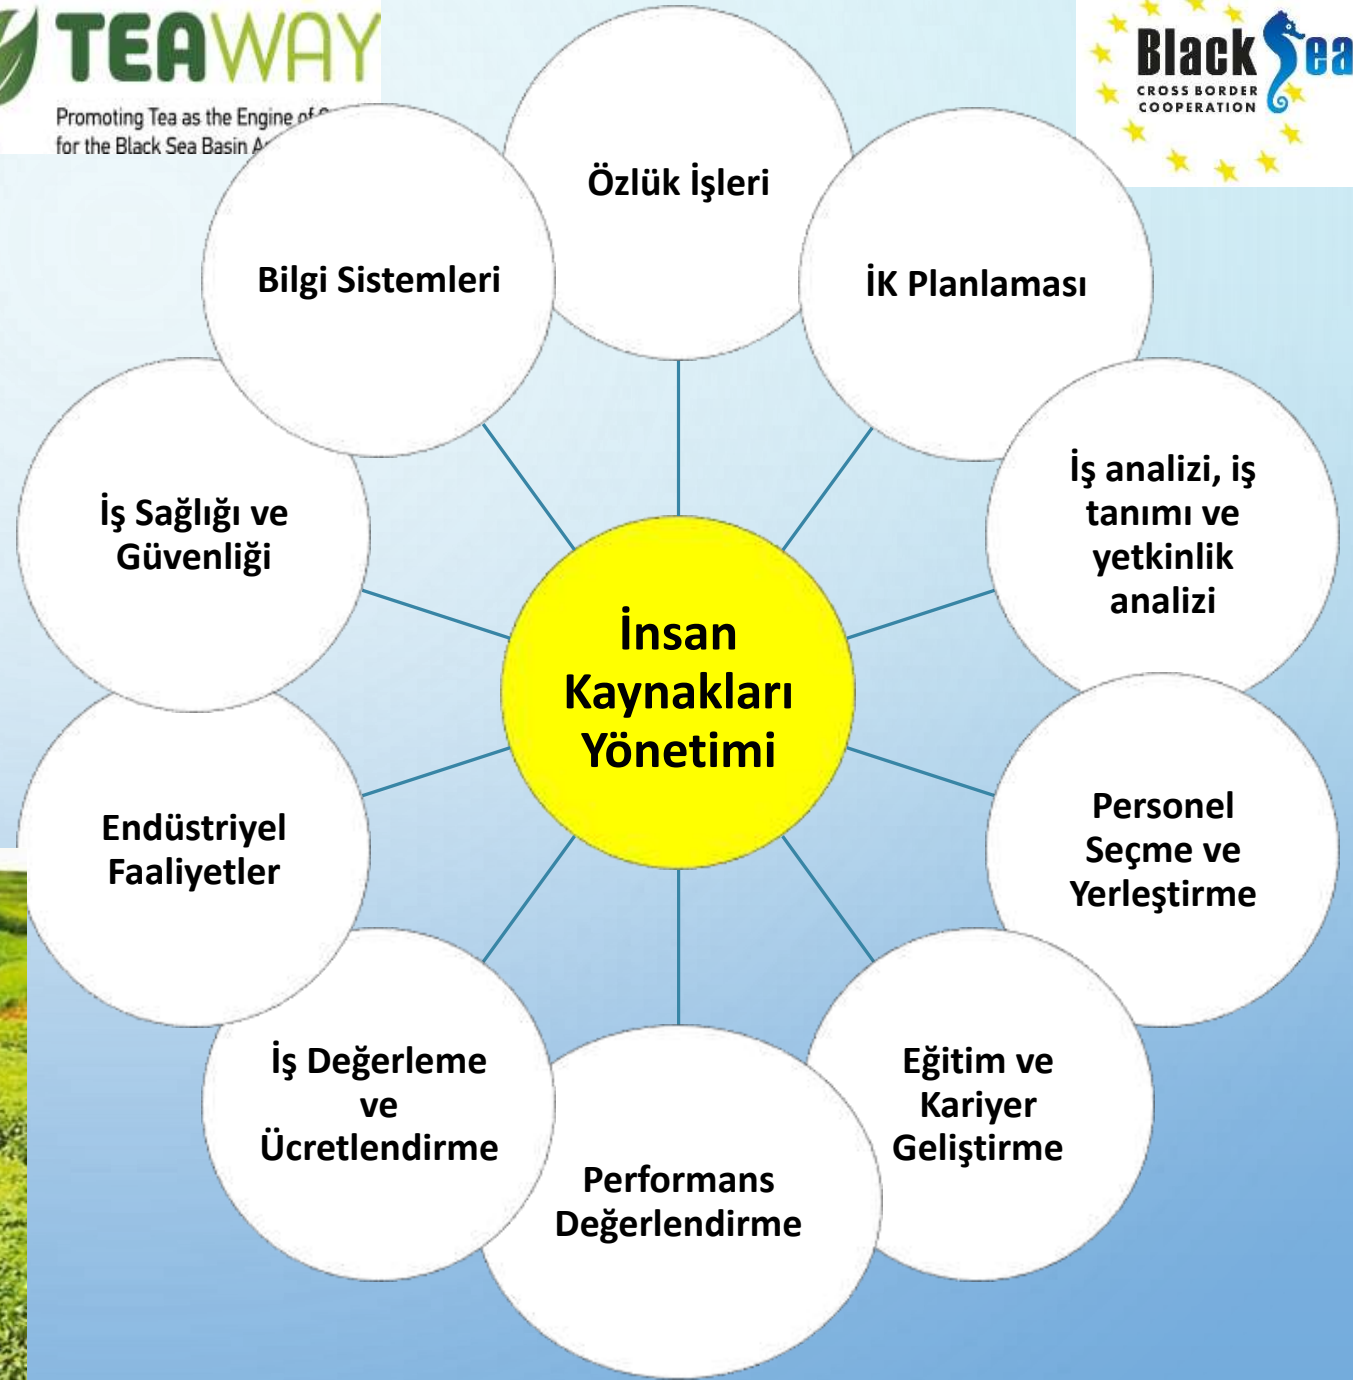 TEAWAY
Promoting Tea as the Engine of
for the Black Sea Basin
Black Sea
CROSS BORDER
COOPERATION
Özlük İşleri
İK Planlaması
İş analizi, iş
tanımı ve
yetkinlik
analizi
Personel
Seçme ve
Yerleştirme
Eğitim ve
Kariyer
Geliştirme
Performans
Değerlendirme
İş Değerleme
ve
Ücretlendirme
Endüstriyel
Faaliyetler
İş Sağlığı ve
Güvenliği
Bilgi Sistemleri
İnsan
Kaynakları
Yönetimi